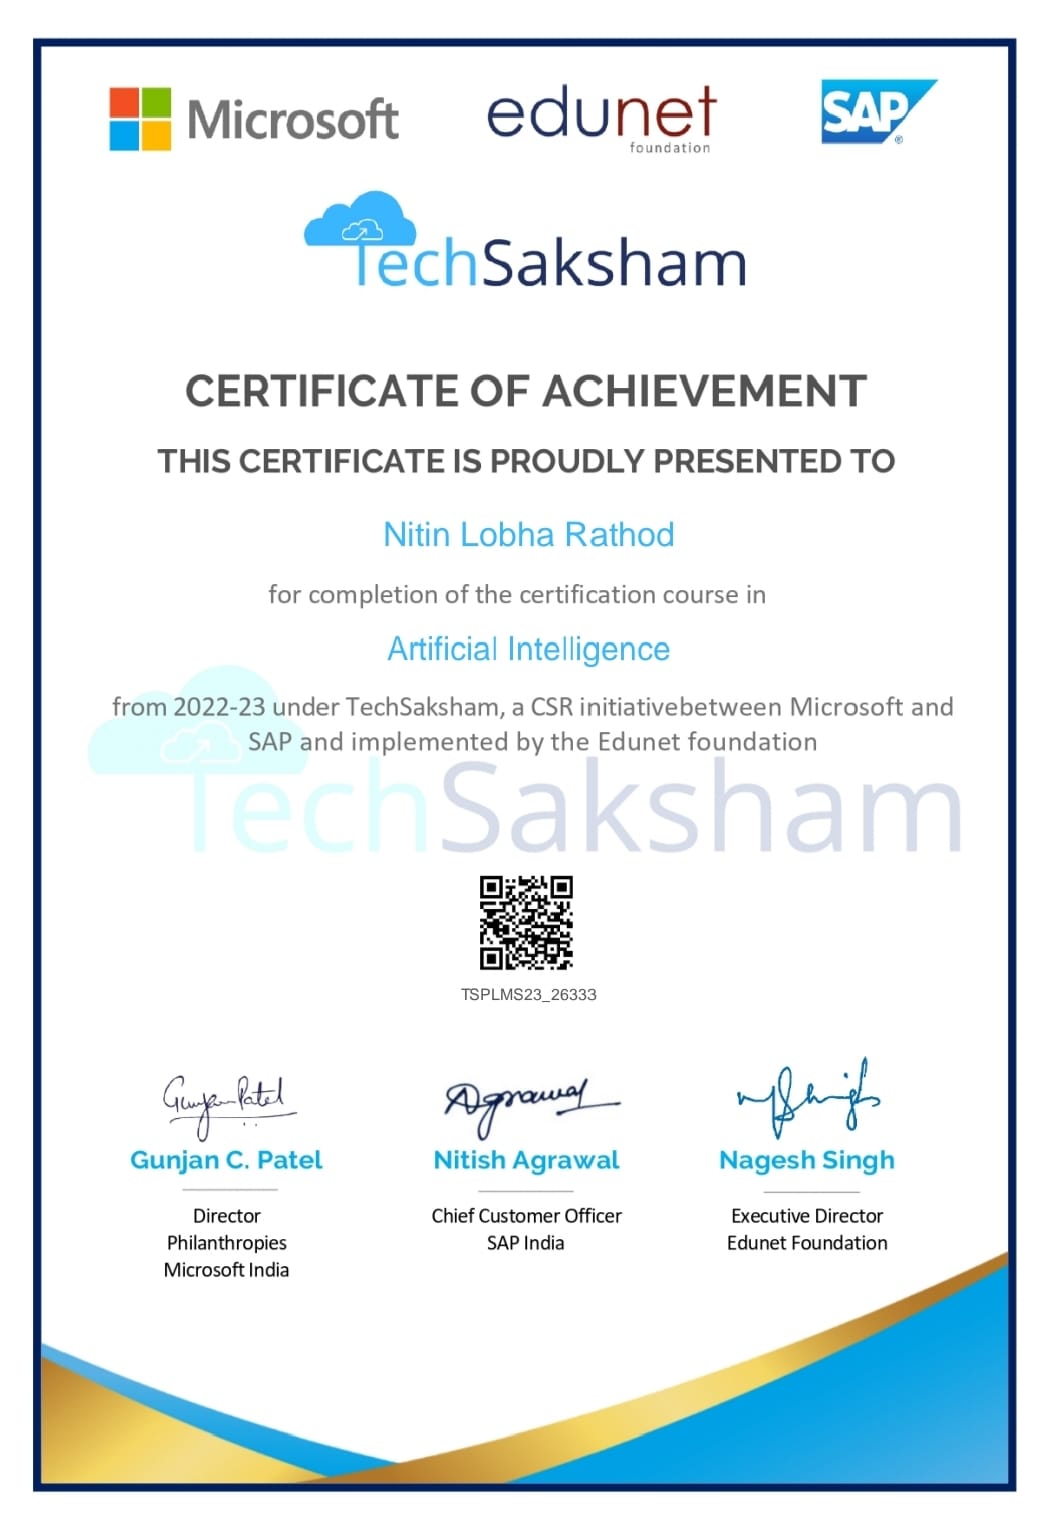 Microsoft
edunet
foundation
SAP®
TechSaksham
CERTIFICATE OF ACHIEVEMENT
THIS CERTIFICATE IS PROUDLY PRESENTED TO
Nitin Lobha Rathod
for completion of the certification course in
Artificial Intelligence
from 2022-23 under TechSaksham, a CSR initiativebetween Microsoft and
SAP and implemented by the Edunet foundation
TechSaksham
TSPLMS23_26333
Gunjan Patel
Agrawal
Gunjan C. Patel
Nitish Agrawal
Nagesh Singh
Director
Philanthropies
Microsoft India
Chief Customer Officer
SAP India
Executive Director
Edunet Foundation